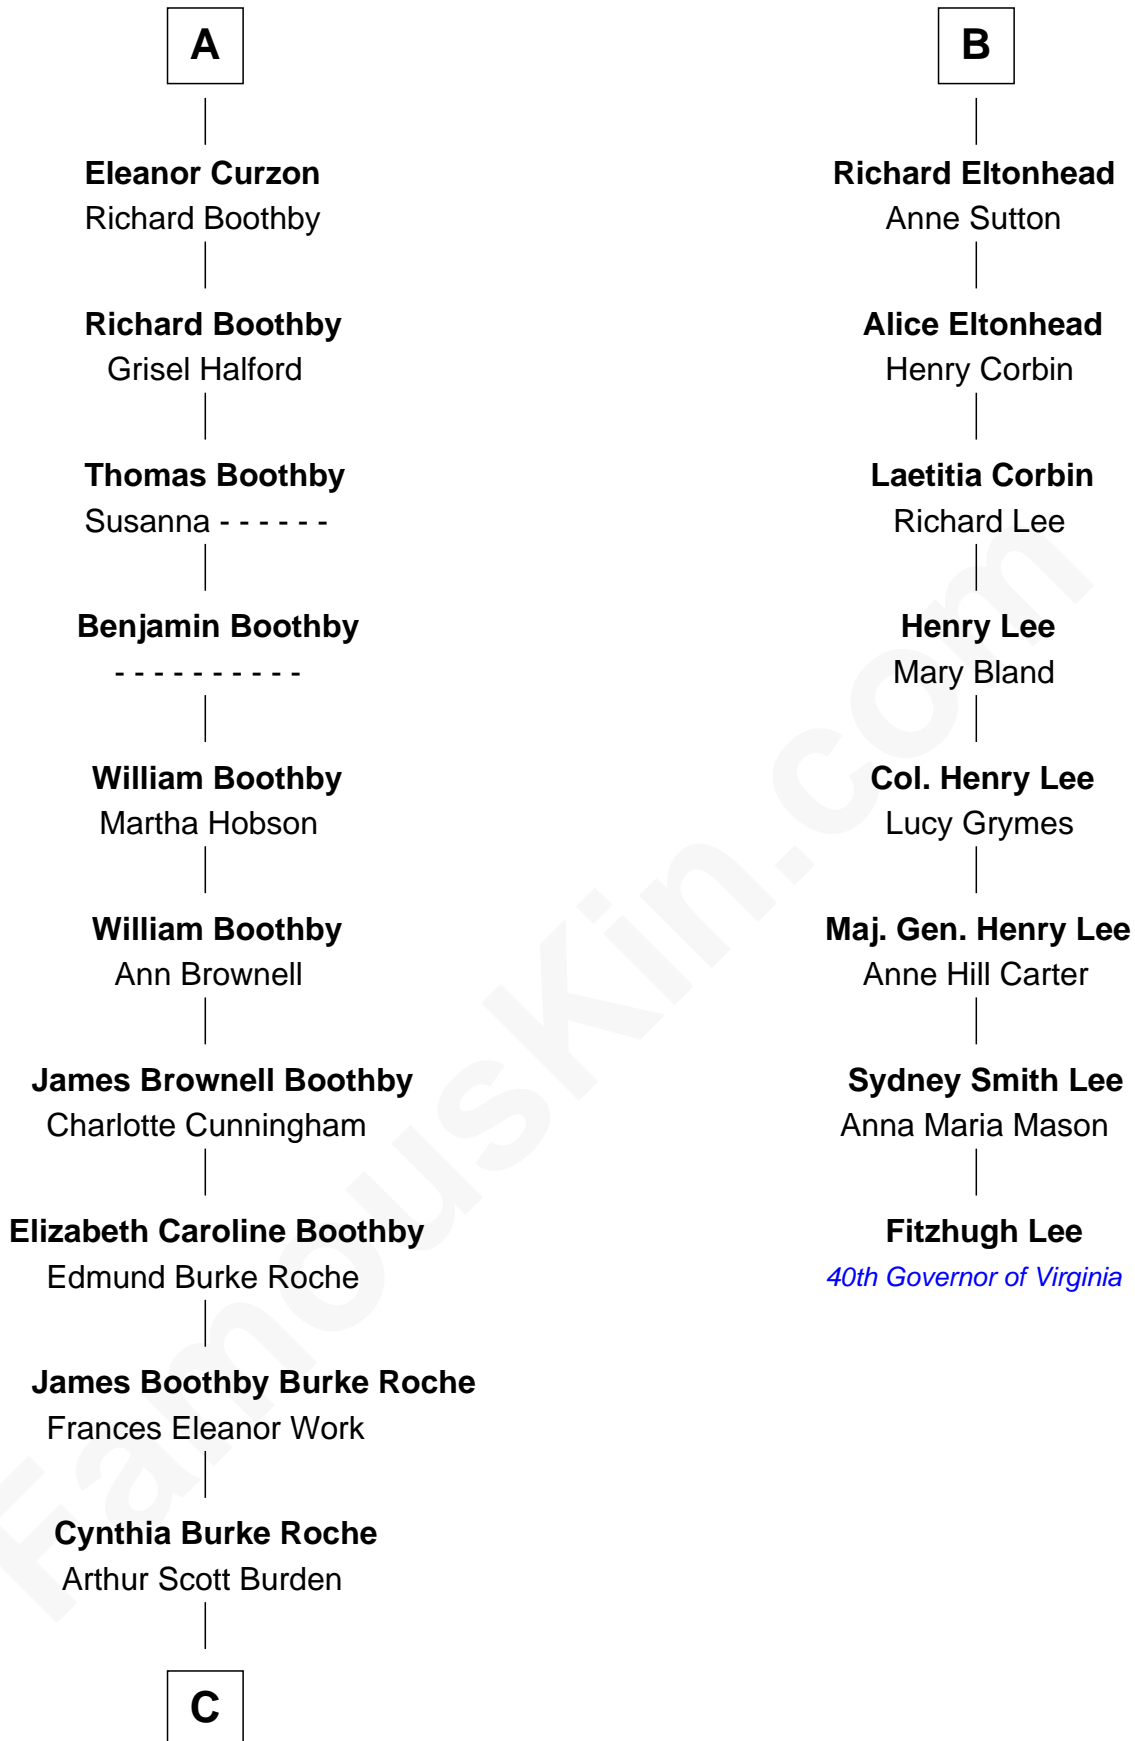 A
Eleanor Curzon
Richard Boothby
Richard Boothby
Grisel Halford
Thomas Boothby
Susanna - - - - - -
Benjamin Boothby
- - - - - - - - - -
William Boothby
Martha Hobson
William Boothby
Ann Brownell
James Brownell Boothby
Charlotte Cunningham
Elizabeth Caroline Boothby
Edmund Burke Roche
James Boothby Burke Roche
Frances Eleanor Work
Cynthia Burke Roche
Arthur Scott Burden
C
B
Richard Eltonhead
Anne Sutton
Alice Eltonhead
Henry Corbin
Laetitia Corbin
Richard Lee
Henry Lee
Mary Bland
Col. Henry Lee
Lucy Grymes
Maj. Gen. Henry Lee
Anne Hill Carter
Sydney Smith Lee
Anna Maria Mason
Fitzhugh Lee
40th Governor of Virginia
FamousKin.com